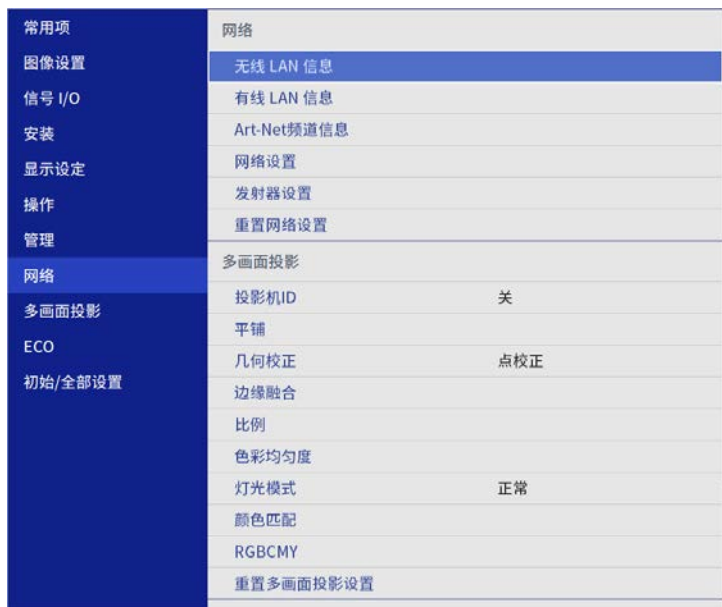 常用项
图像设置
信号 I/O
安装
显示设定
操作
管理
网络
多画面投影
ECO
初始/全部设置
网络
无线 LAN 信息
有线 LAN 信息
Art-Net频道信息
网络设置
发射器设置
重置网络设置
多画面投影
投影机ID 关
平铺
几何校正 点校正
边缘融合
比例
色彩均匀度
灯光模式 正常
颜色匹配
RGBCMY
重置多画面投影设置